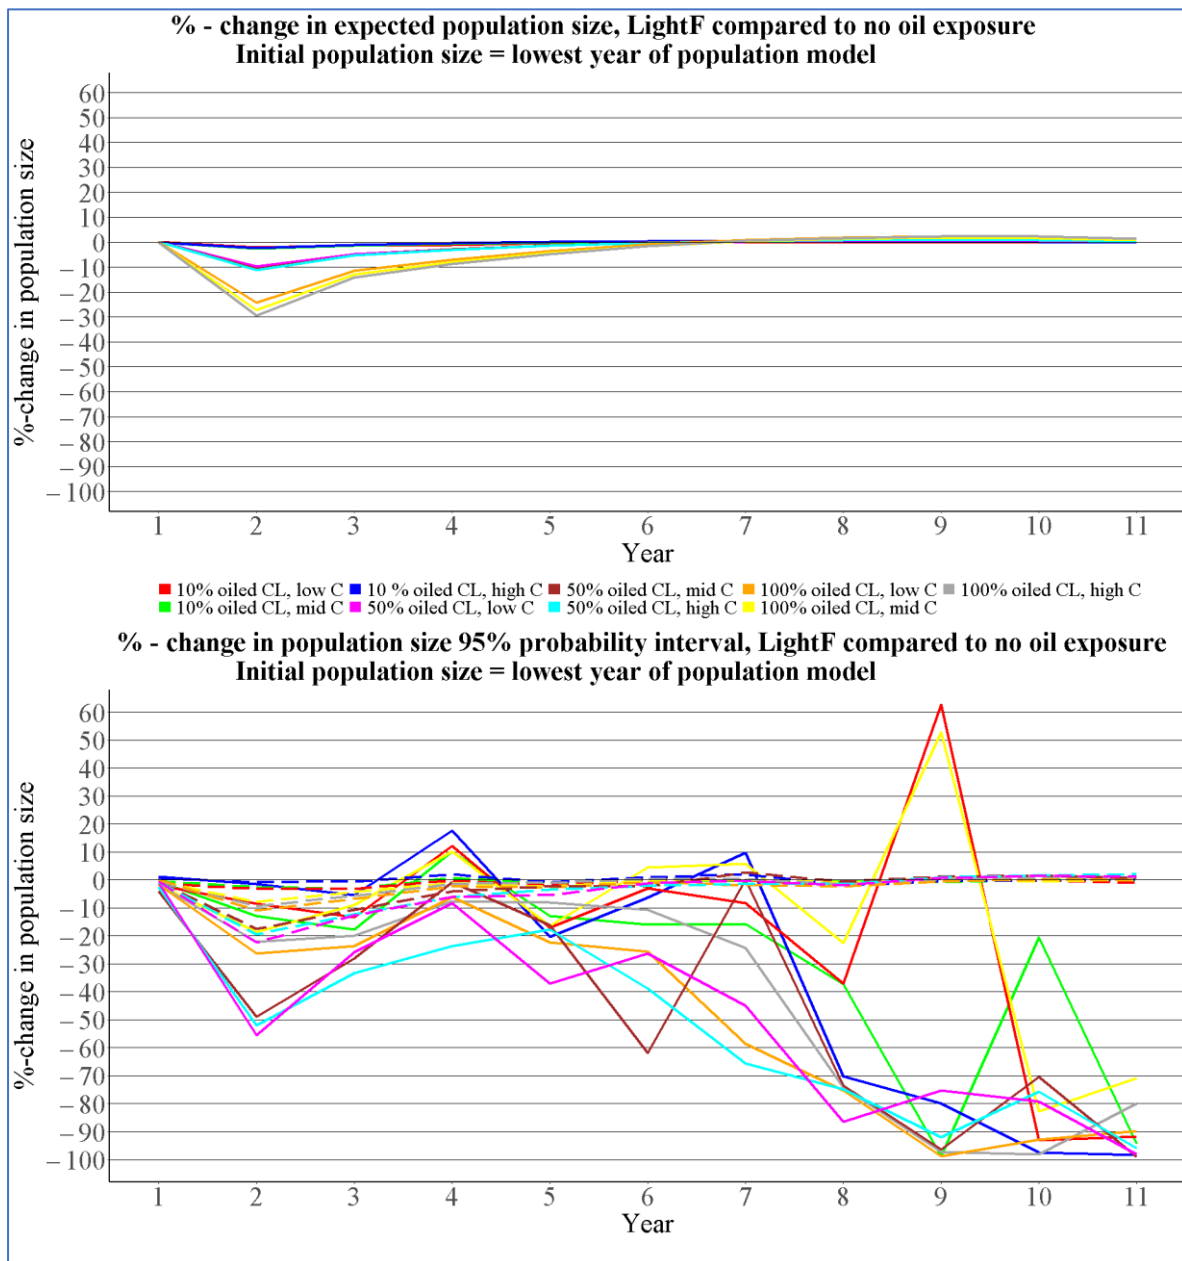 % - change in expected population size, LightF compared to no oil exposure
Initial population size = lowest year of population model
%-change in population size
60
50
40
30
20
10
0
−10
−20
−30
−40
−50
−60
−70
−80
−90
−100
1 2 3 4 5 6 7 8 9 10 11
Year
10% oiled CL, low C 10 % oiled CL, high C 50% oiled CL, mid C 100% oiled CL, low C 100% oiled CL, high C
10% oiled CL, mid C 50% oiled CL, low C 50% oiled CL, high C 100% oiled CL, mid C
% - change in population size 95% probability interval, LightF compared to no oil exposure
Initial population size = lowest year of population model
%-change in population size
60
50
40
30
20
10
0
−10
−20
−30
−40
−50
−60
−70
−80
−90
−100
1 2 3 4 5 6 7 8 9 10 11
Year